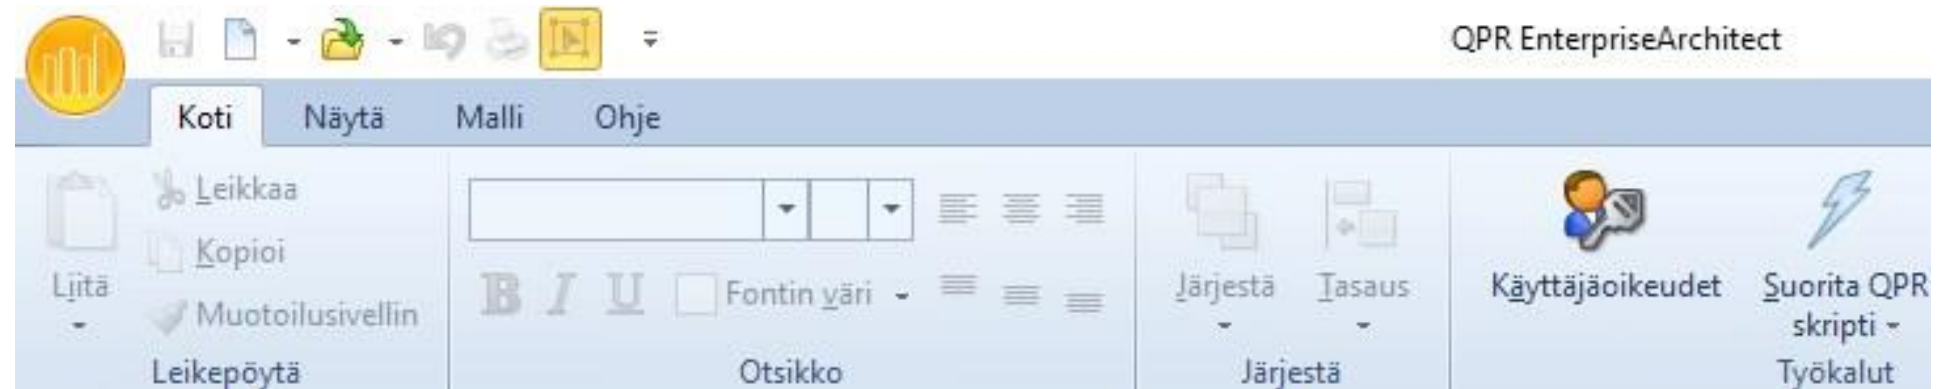 QPR EnterpriseArchitect
Koti Näytä Malli Ohje
Leikkaa
Kopioi
Muotoilusivellin
Liitä
Leikepöytä
B I U Fontin väri
Otsikko
Järjestä Tasaus
Järjestä
Käyttäjäoikeudet
Suorita QPR
skripti
Työkalut